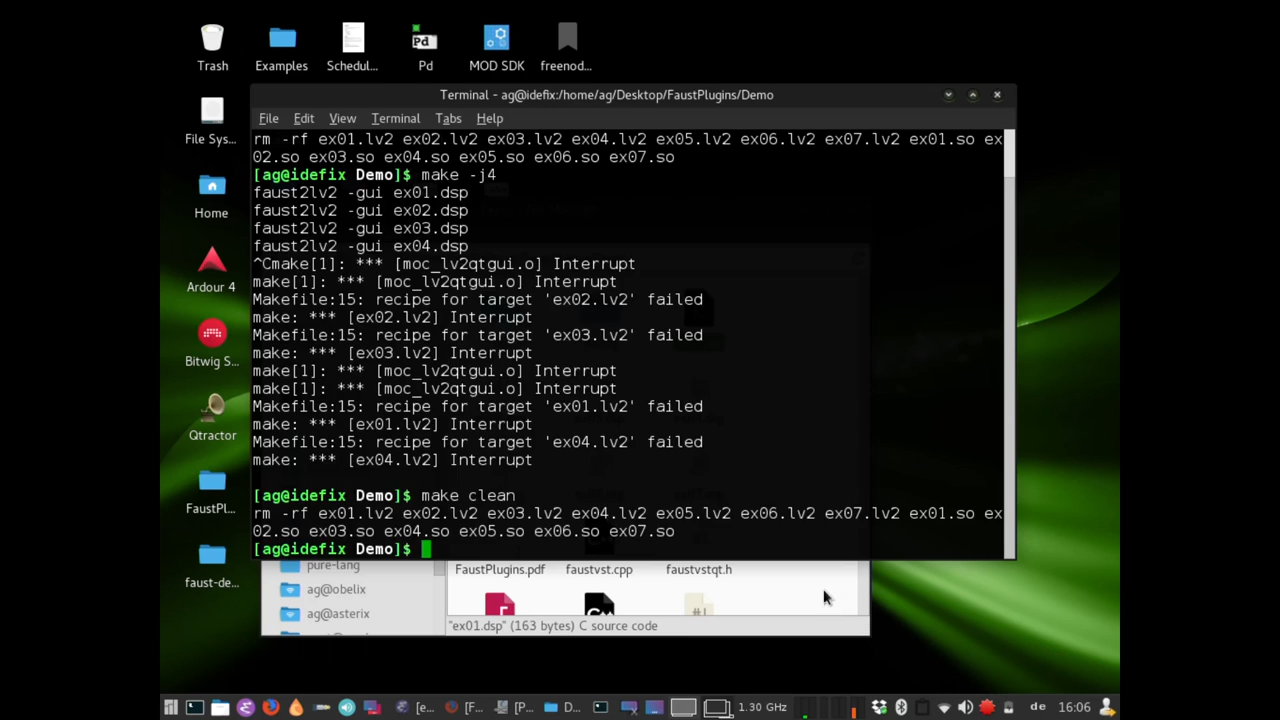 Trash
Examples
Schedul...
Pd
MOD SDK
freenod...
File Sys...
Home
Ardour 4
Bitwig S...
Qtractor
FaustPl...
faust-de...
Terminal - ag@idefix:/home/ag/Desktop/FaustPlugins/Demo
File Edit View Terminal Tabs Help
rm -rf ex01.lv2 ex02.lv2 ex03.lv2 ex04.lv2 ex05.lv2 ex06.lv2 ex07.lv2 ex01.so ex
02.so ex03.so ex04.so ex05.so ex06.so ex07.so
[ag@idefix Demo]$ make -j4
faust2lv2 -gui ex01.dsp
faust2lv2 -gui ex02.dsp
faust2lv2 -gui ex03.dsp
faust2lv2 -gui ex04.dsp
^Cmake[1]: *** [moc_lv2qtgui.o] Interrupt
make[1]: *** [moc_lv2qtgui.o] Interrupt
Makefile:15: recipe for target 'ex02.lv2' failed
make: *** [ex02.lv2] Interrupt
Makefile:15: recipe for target 'ex03.lv2' failed
make: *** [ex03.lv2] Interrupt
make[1]: *** [moc_lv2qtgui.o] Interrupt
make[1]: *** [moc_lv2qtgui.o] Interrupt
Makefile:15: recipe for target 'ex01.lv2' failed
make: *** [ex01.lv2] Interrupt
Makefile:15: recipe for target 'ex04.lv2' failed
make: *** [ex04.lv2] Interrupt
[ag@idefix Demo]$ make clean
rm -rf ex01.lv2 ex02.lv2 ex03.lv2 ex04.lv2 ex05.lv2 ex06.lv2 ex07.lv2 ex01.so ex
02.so ex03.so ex04.so ex05.so ex06.so ex07.so
[ag@idefix Demo]$
pure-lang
ag@obelix
ag@asterix
FaustPlugins.pdf faustvst.cpp faustvstqt.h
"ex01.dsp" (163 bytes) C source code
[e... [F... [P... D... 1.30 GHz de 16:06